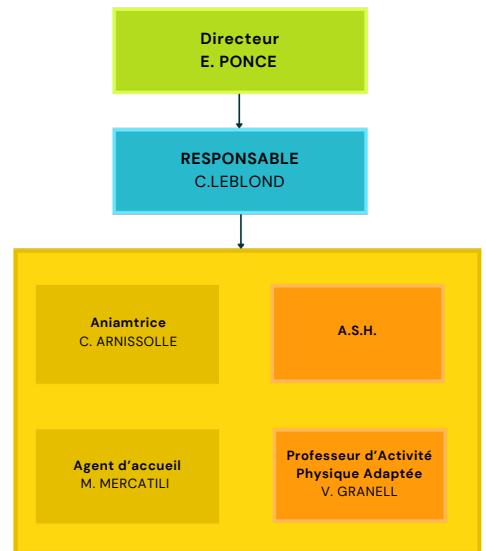 Directeur
E. PONCE
RESPONSABLE
C.LEBLOND
Aniamtrice
C. ARNISSOLLE
A.S.H.
Agent d'accueil
M. MERCATILI
Professeur d'Activité
Physique Adaptée
V. GRANELL